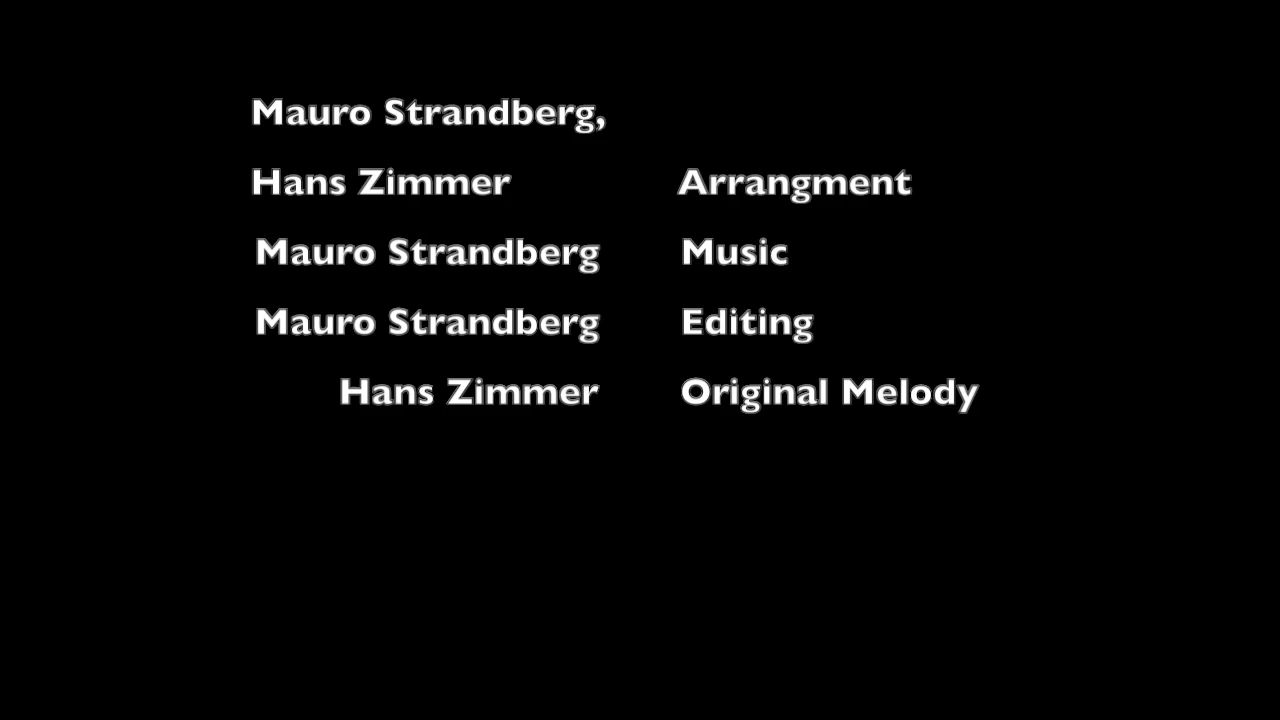 Mauro Strandberg,
Hans Zimmer Arrangment
Mauro Strandberg Music
Mauro Strandberg Editing
Hans Zimmer Original Melody